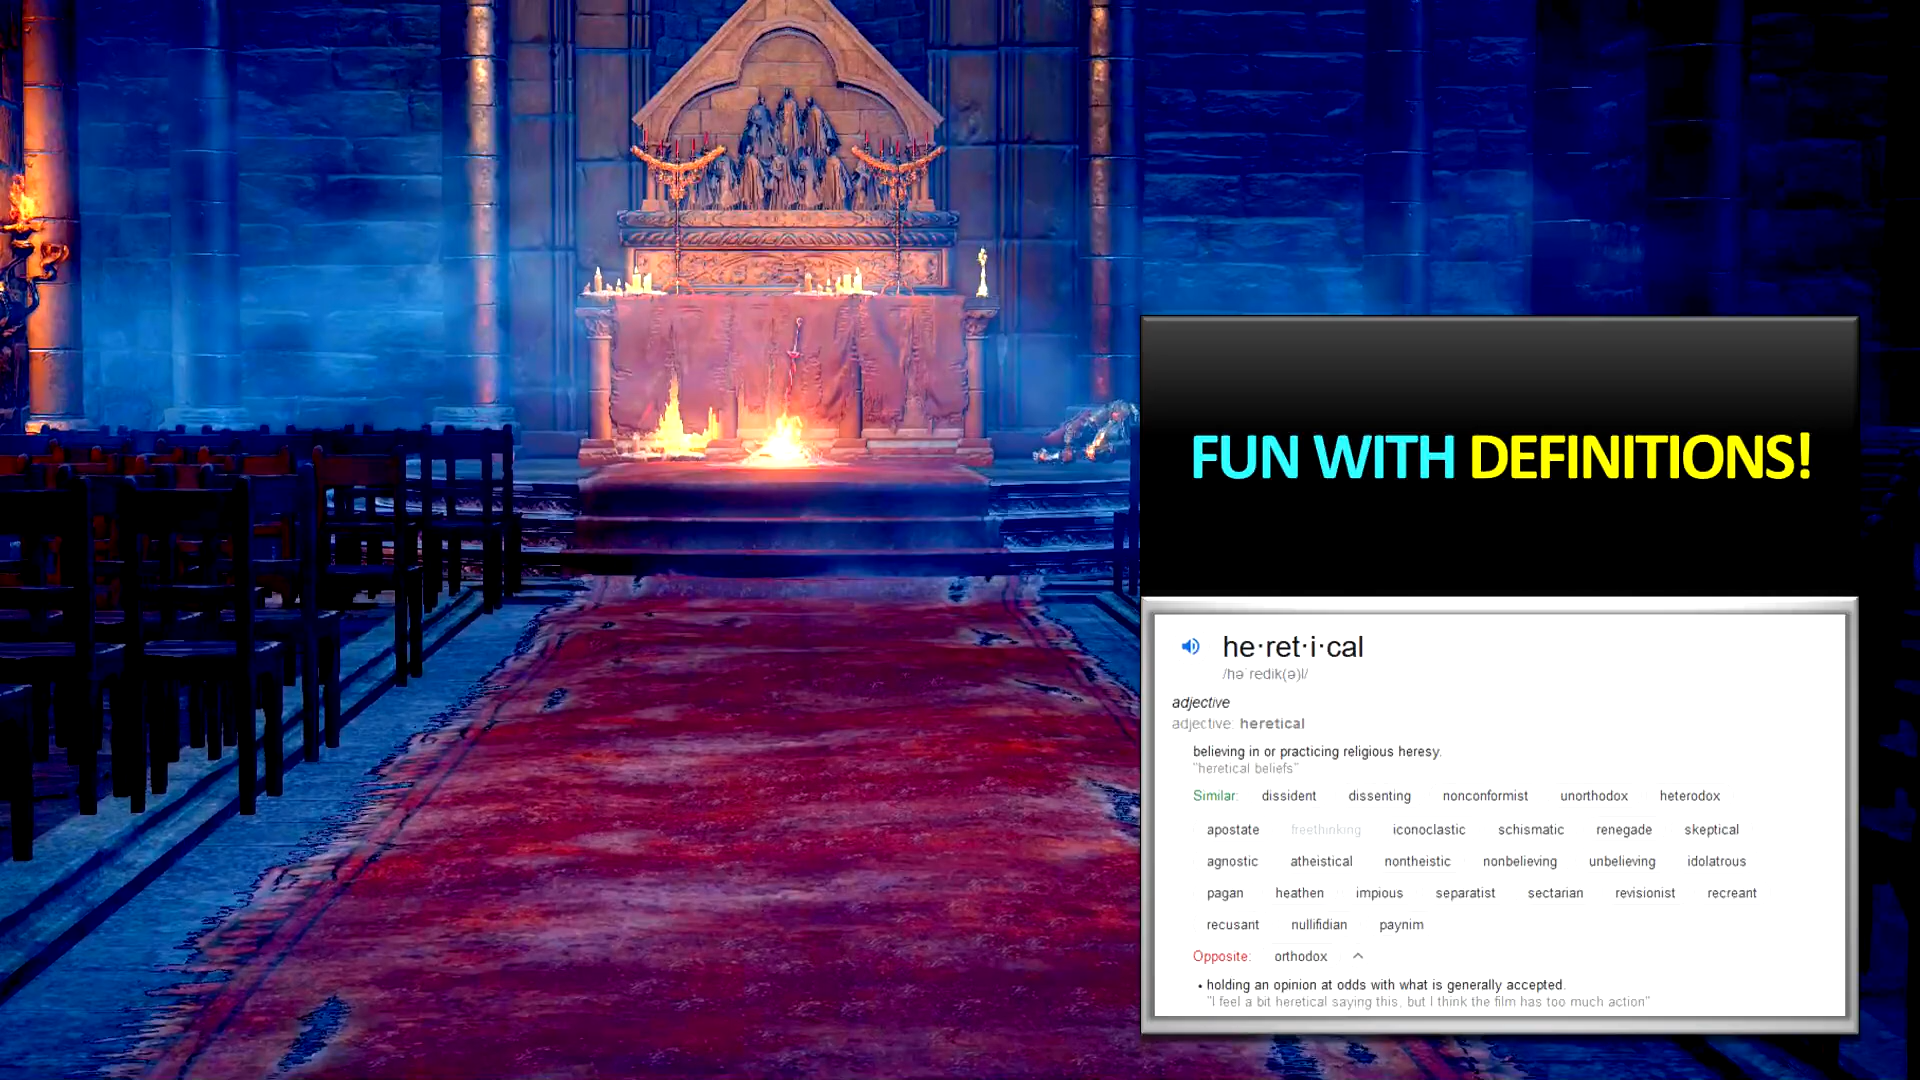 FUN WITH DEFINITIONS!
he·ret·i·cal
/həˈredik(ə)l/
adjective
adjective: heretical
believing in or practicing religious heresy.
"heretical beliefs"
Similar: dissident dissenting nonconformist unorthodox heterodox
apostate freethinking iconoclastic schismatic renegade skeptical
agnostic atheistical nontheistic nonbelieving unbelieving idolatrous
pagan heathen impious separatist sectarian revisionist recreant
recusant nullifidian paynim
Opposite: orthodox
• holding an opinion at odds with what is generally accepted.
"I feel a bit heretical saying this, but I think the film has too much action"